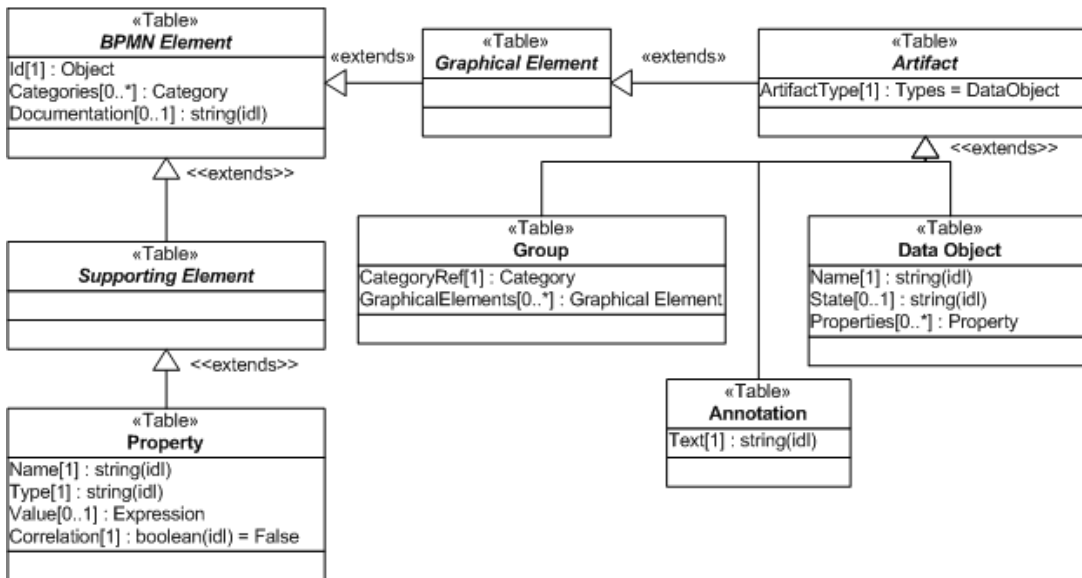 «Table»
BPMN Element
Id[1] : Object
Categories[0..*] : Category
Documentation[0..1] : string(idl)
«extends»
«Table»
Graphical Element
«extends»
«Table»
Artifact
ArtifactType[1] : Types = DataObject
<<extends>>
<<extends>>
«Table»
Supporting Element
«Table»
Group
CategoryRef[1] : Category
GraphicalElements[0..*] : Graphical Element
«Table»
Data Object
Name[1] : string(idl)
State[0..1] : string(idl)
Properties[0..*] : Property
<<extends>>
«Table»
Annotation
Text[1] : string(idl)
«Table»
Property
Name[1] : string(idl)
Type[1] : string(idl)
Value[0..1] : Expression
Correlation[1] : boolean(idl) = False